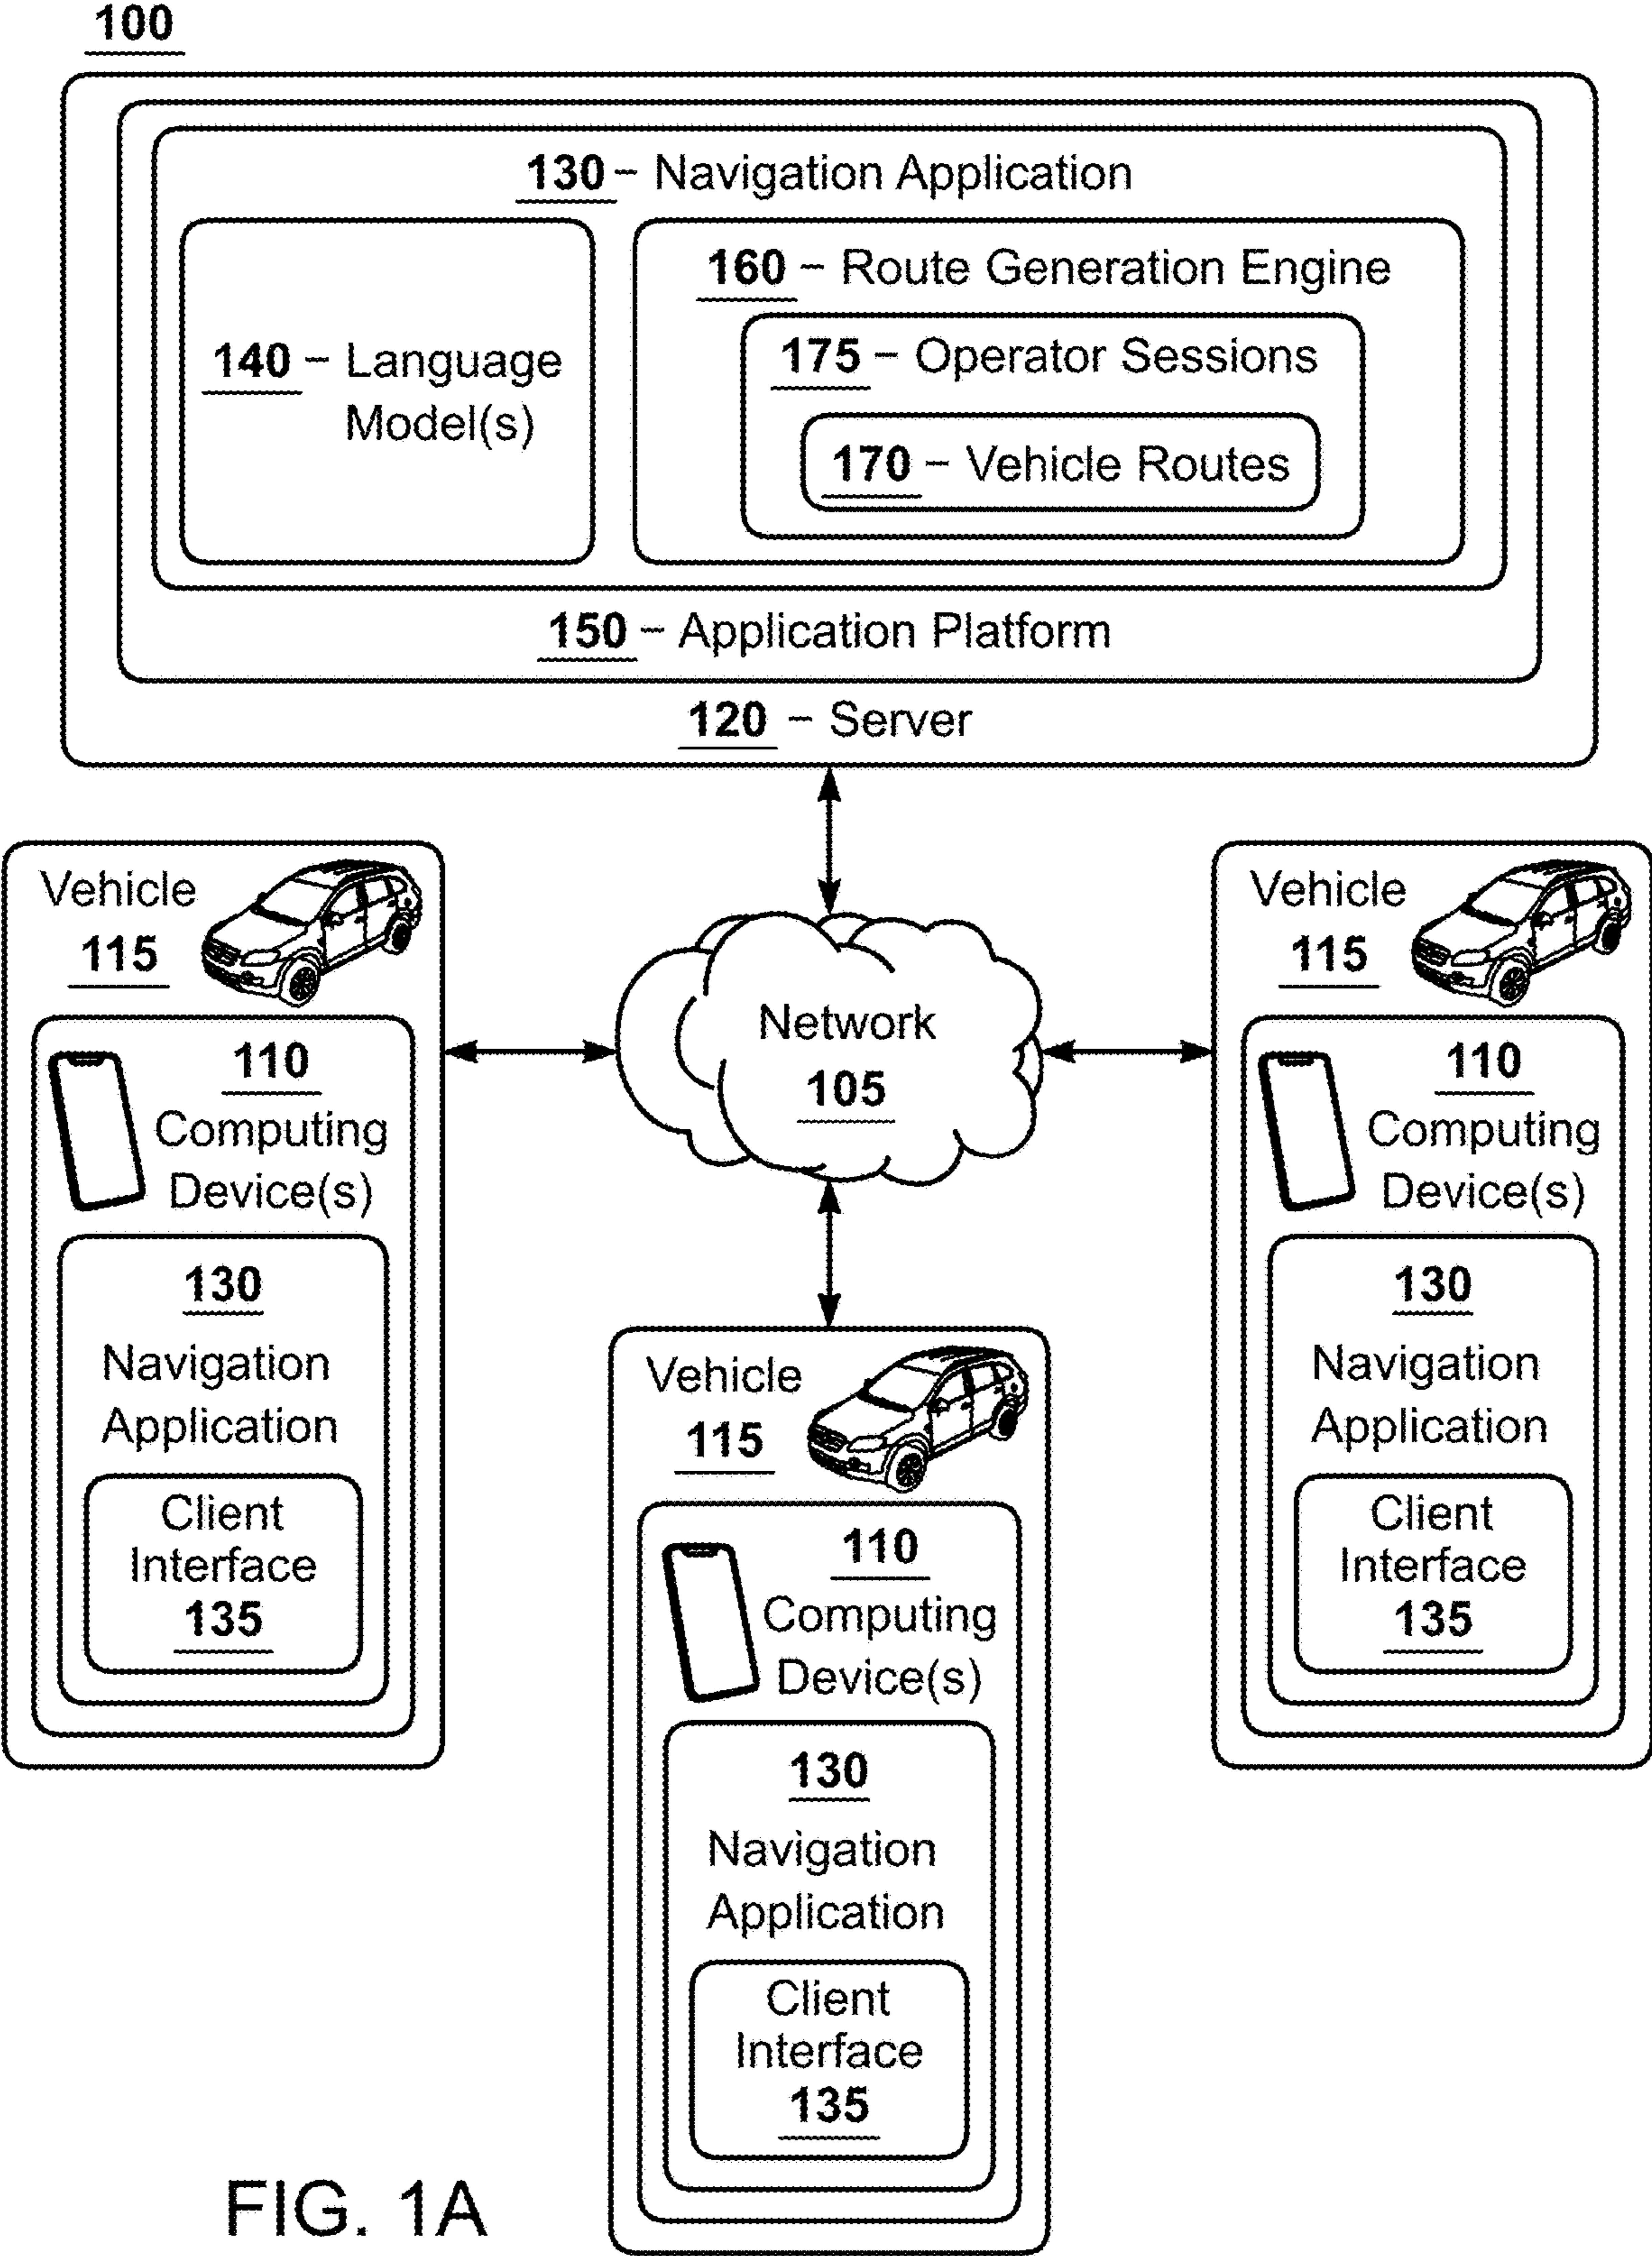 100
130 – Navigation Application
160 – Route Generation Engine
140 – Language
Model(s)
175 – Operator Sessions
170 – Vehicle Routes
150 – Application Platform
120 – Server
Vehicle
115
110
Computing
Device(s)
130
Navigation
Application
Client
Interface
135
Network
105
Vehicle
115
110
Computing
Device(s)
130
Navigation
Application
Client
Interface
135
Vehicle
115
110
Computing
Device(s)
130
Navigation
Application
Client
Interface
135
FIG. 1A